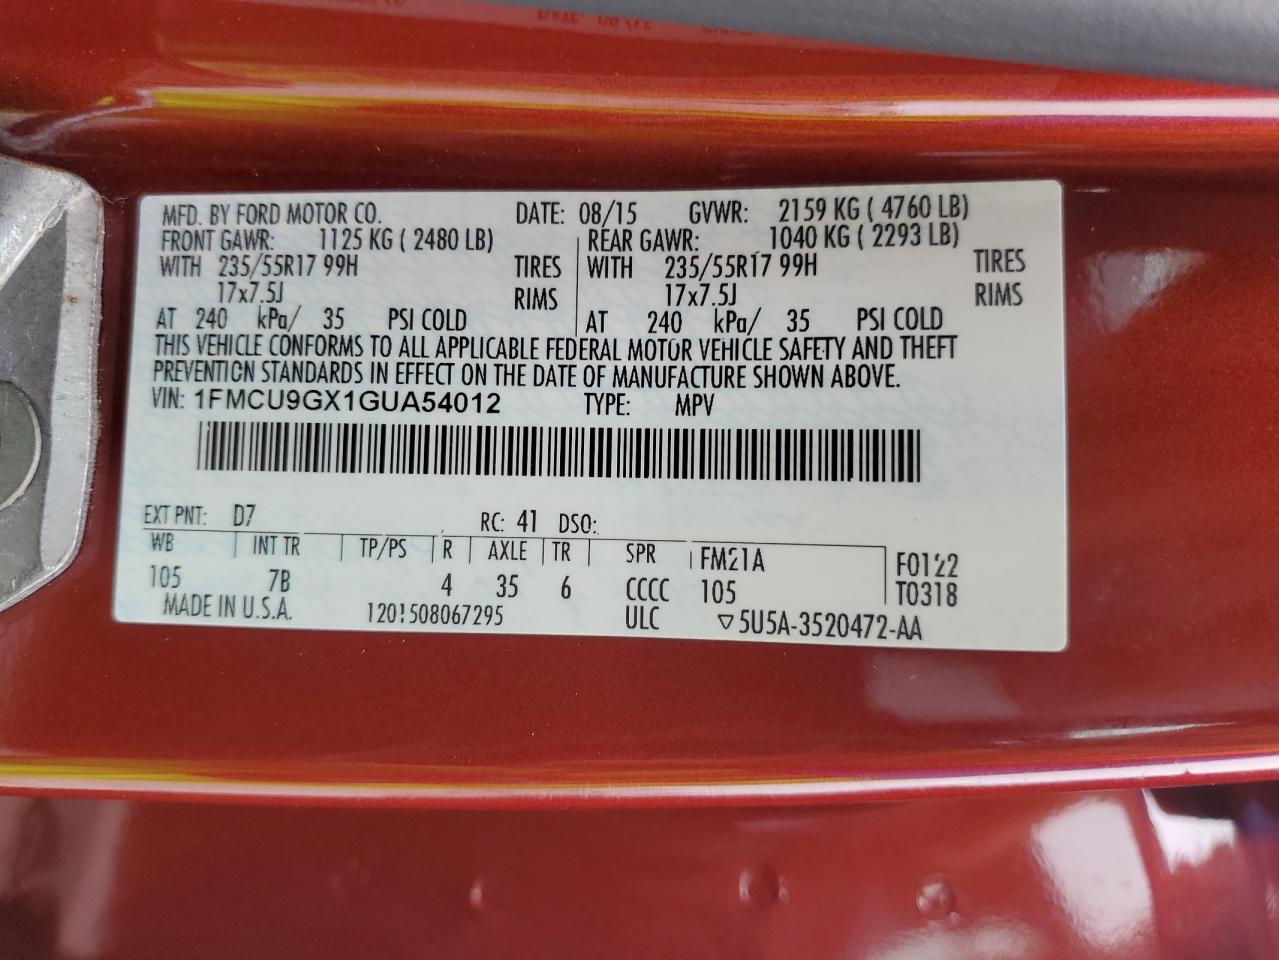 MFD. BY FORD MOTOR CO. DATE: 08/15 GVWR: 2159 KG ( 4760 LB)
FRONT GAWR: 1125 KG ( 2480 LB) REAR GAWR: 1040 KG ( 2293 LB)
WITH 235/55R17 99H TIRES WITH 235/55R17 99H TIRES
17x7.5J RIMS 17x7.5J RIMS
AT 240 kPa/ 35 PSI COLD AT 240 kPa/ 35 PSI COLD
THIS VEHICLE CONFORMS TO ALL APPLICABLE FEDERAL MOTOR VEHICLE SAFETY AND THEFT
PREVENTION STANDARDS IN EFFECT ON THE DATE OF MANUFACTURE SHOWN ABOVE.
VIN: 1FMCU9GX1GUA54012 TYPE: MPV
EXT PNT: D7 RC: 41 DSO:
WB INT TR TP/PS R AXLE TR SPR FM21A F0122
105 7B 4 35 6 CCCC 105 T0318
MADE IN U.S.A. 1201508067295 ULC ▽5U5A-3520472-AA